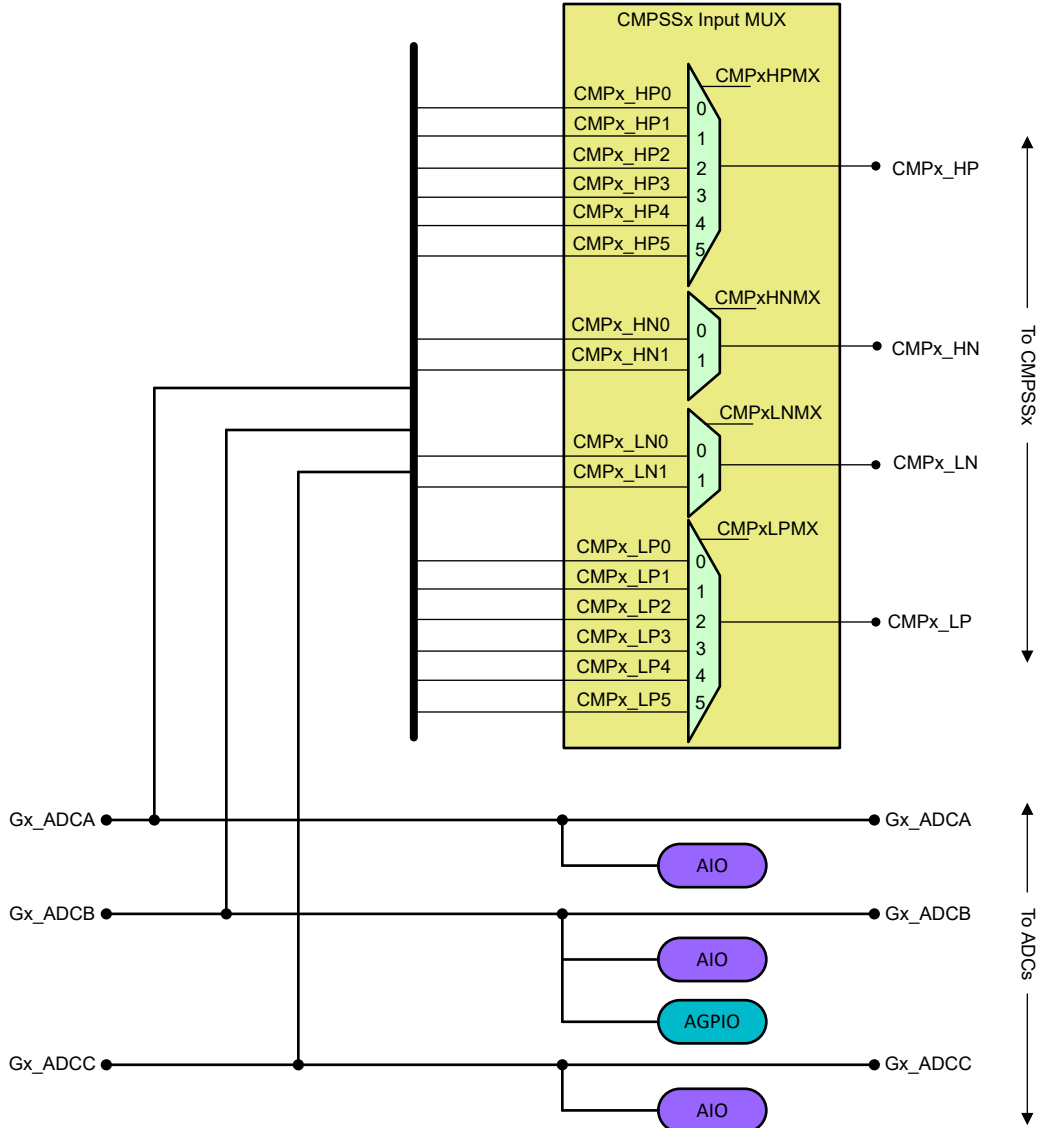 CMPSSx Input MUX
CMPxHPMX
CMPx_HP0
0
CMPx_HP1
1
CMPx_HP2
2
CMPx_HP
CMPx_HP3
3
CMPx_HP4
4
CMPx_HP5
5
CMPxHNMX
CMPx_HN0
0
CMPx_HN1
1
CMPx_HN
To CMPSSx
CMPxLNMX
CMPx_LN0
0
CMPx_LN1
1
CMPx_LN
CMPxLPMX
CMPx_LP0
0
CMPx_LP1
1
CMPx_LP2
2
CMPx_LP
CMPx_LP3
3
CMPx_LP4
4
CMPx_LP5
5
Gx_ADCA
Gx_ADCA
AIO
Gx_ADCB
Gx_ADCB
To ADCs
AIO
AGPIO
Gx_ADCC
Gx_ADCC
AIO